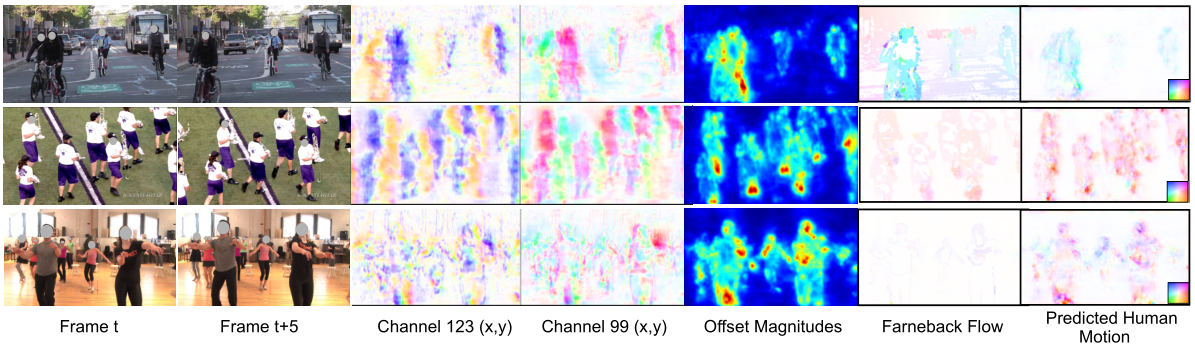 Frame t
Frame t+5
Channel 123 (x,y)
Channel 99 (x,y)
Offset Magnitudes
Farneback Flow
Predicted Human
Motion